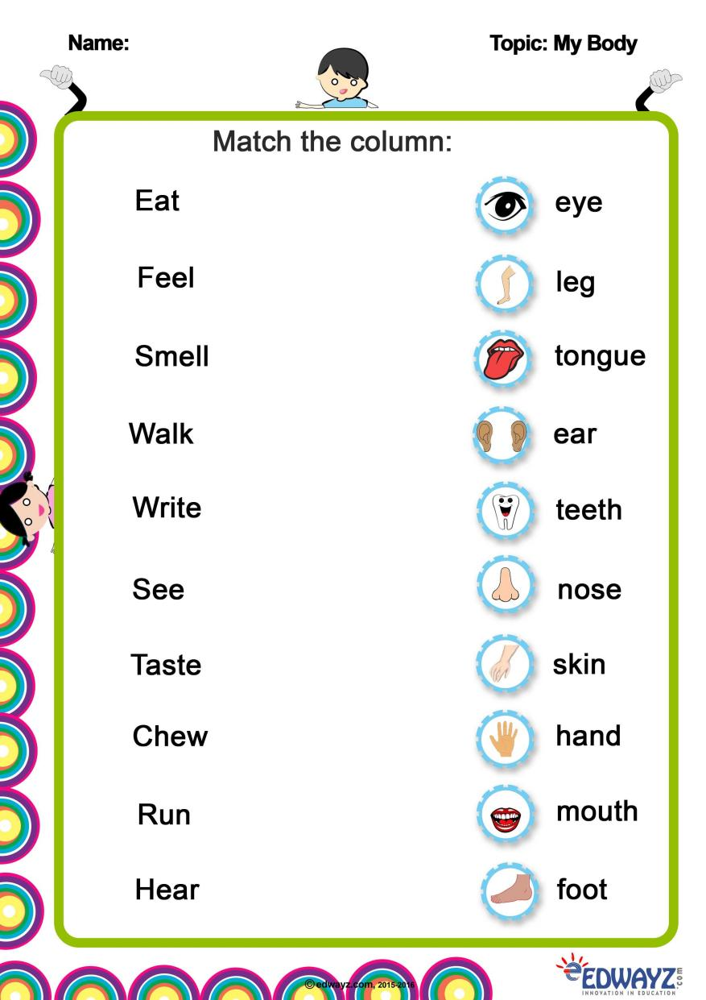 Name: Topic: My Body
Match the column:
Eat eye
Feel leg
Smell tongue
Walk ear
Write teeth
See nose
Taste skin
Chew hand
Run mouth
Hear foot
© edwayz.com, 2015-2016
EDWAYZ.com
INNOVATION IN EDUCATION